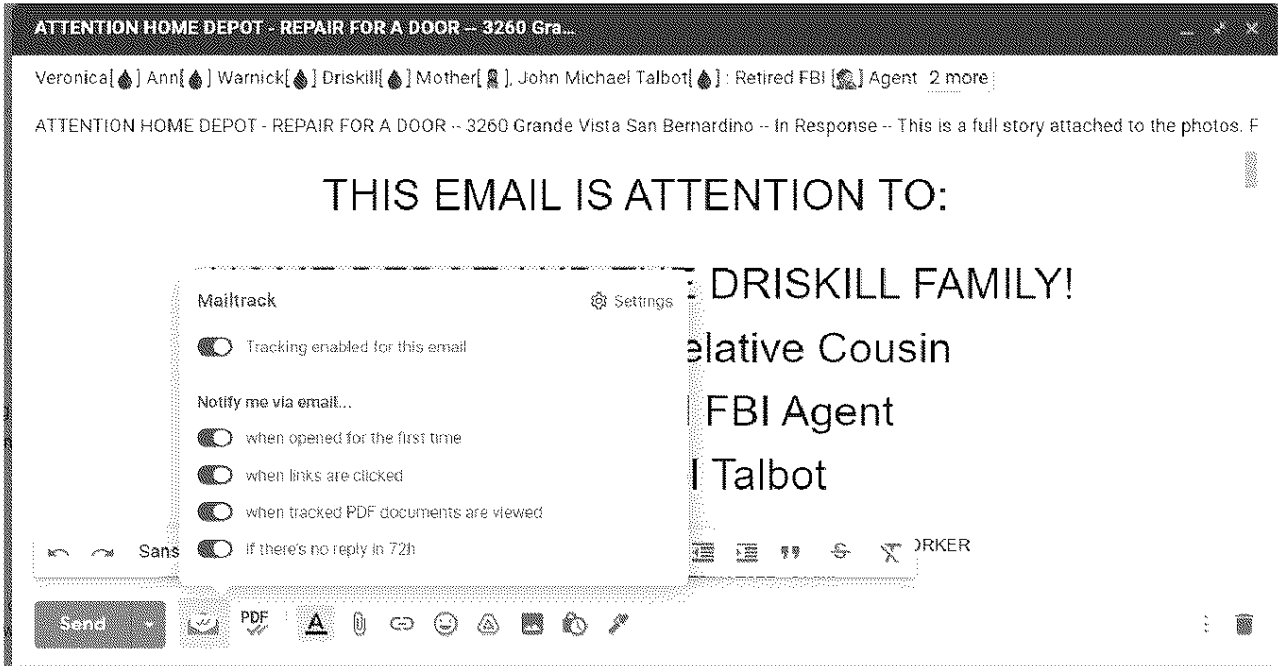 ATTENTION HOME DEPOT - REPAIR FOR A DOOR -- 3260 Gra...
Veronica[💧] Ann[💧] Warnick[💧] Driskill[💧] Mother[], John Michael Talbot[💧] : Retired FBI [] Agent 2 more
ATTENTION HOME DEPOT - REPAIR FOR A DOOR -- 3260 Grande Vista San Bernardino -- In Response -- This is a full story attached to the photos. F
THIS EMAIL IS ATTENTION TO:
DRISKILL FAMILY!
elative Cousin
FBI Agent
Talbot
ORKER
Mailtrack
Settings
Tracking enabled for this email
Notify me via email...
when opened for the first time
when links are clicked
when tracked PDF documents are viewed
if there's no reply in 72h
Sans
Send
PDF
A